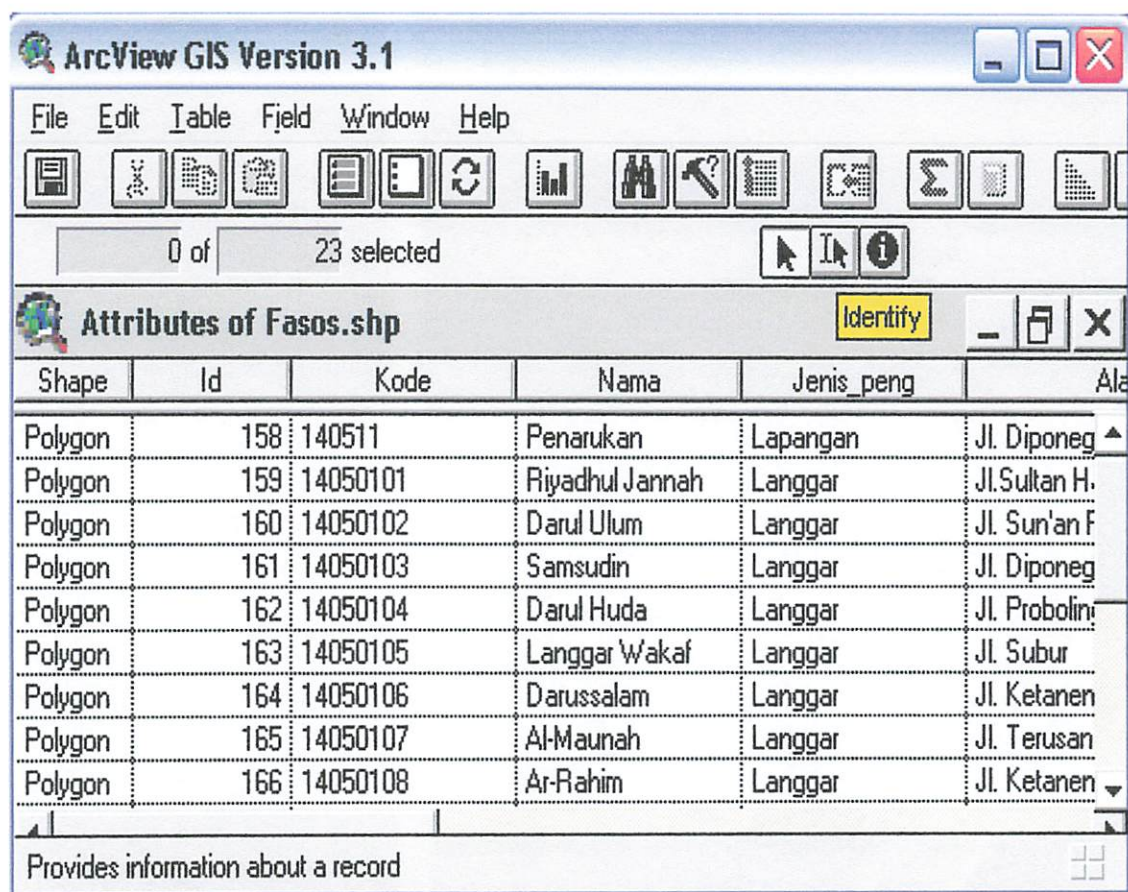 ArcView GIS Version 3.1
File Edit Table Field Window Help
0 of 23 selected
Attributes of Fasos.shp Identify
Shape Id Kode Nama Jenis_peng Ala
Polygon 158 140511 Penarukan Lapangan Jl. Diponeg
Polygon 159 14050101 Riyadhul Jannah Langgar Jl.Sultan H
Polygon 160 14050102 Darul Ulum Langgar Jl. Sun'an
Polygon 161 14050103 Samsudin Langgar Jl. Diponeg
Polygon 162 14050104 Darul Huda Langgar Jl. Proboling
Polygon 163 14050105 Langgar Wakaf Langgar Jl. Subur
Polygon 164 14050106 Darussalam Langgar Jl. Ketanen
Polygon 165 14050107 Al-Maunah Langgar Jl. Terusan
Polygon 166 14050108 Ar-Rahim Langgar Jl. Ketanen
Provides information about a record